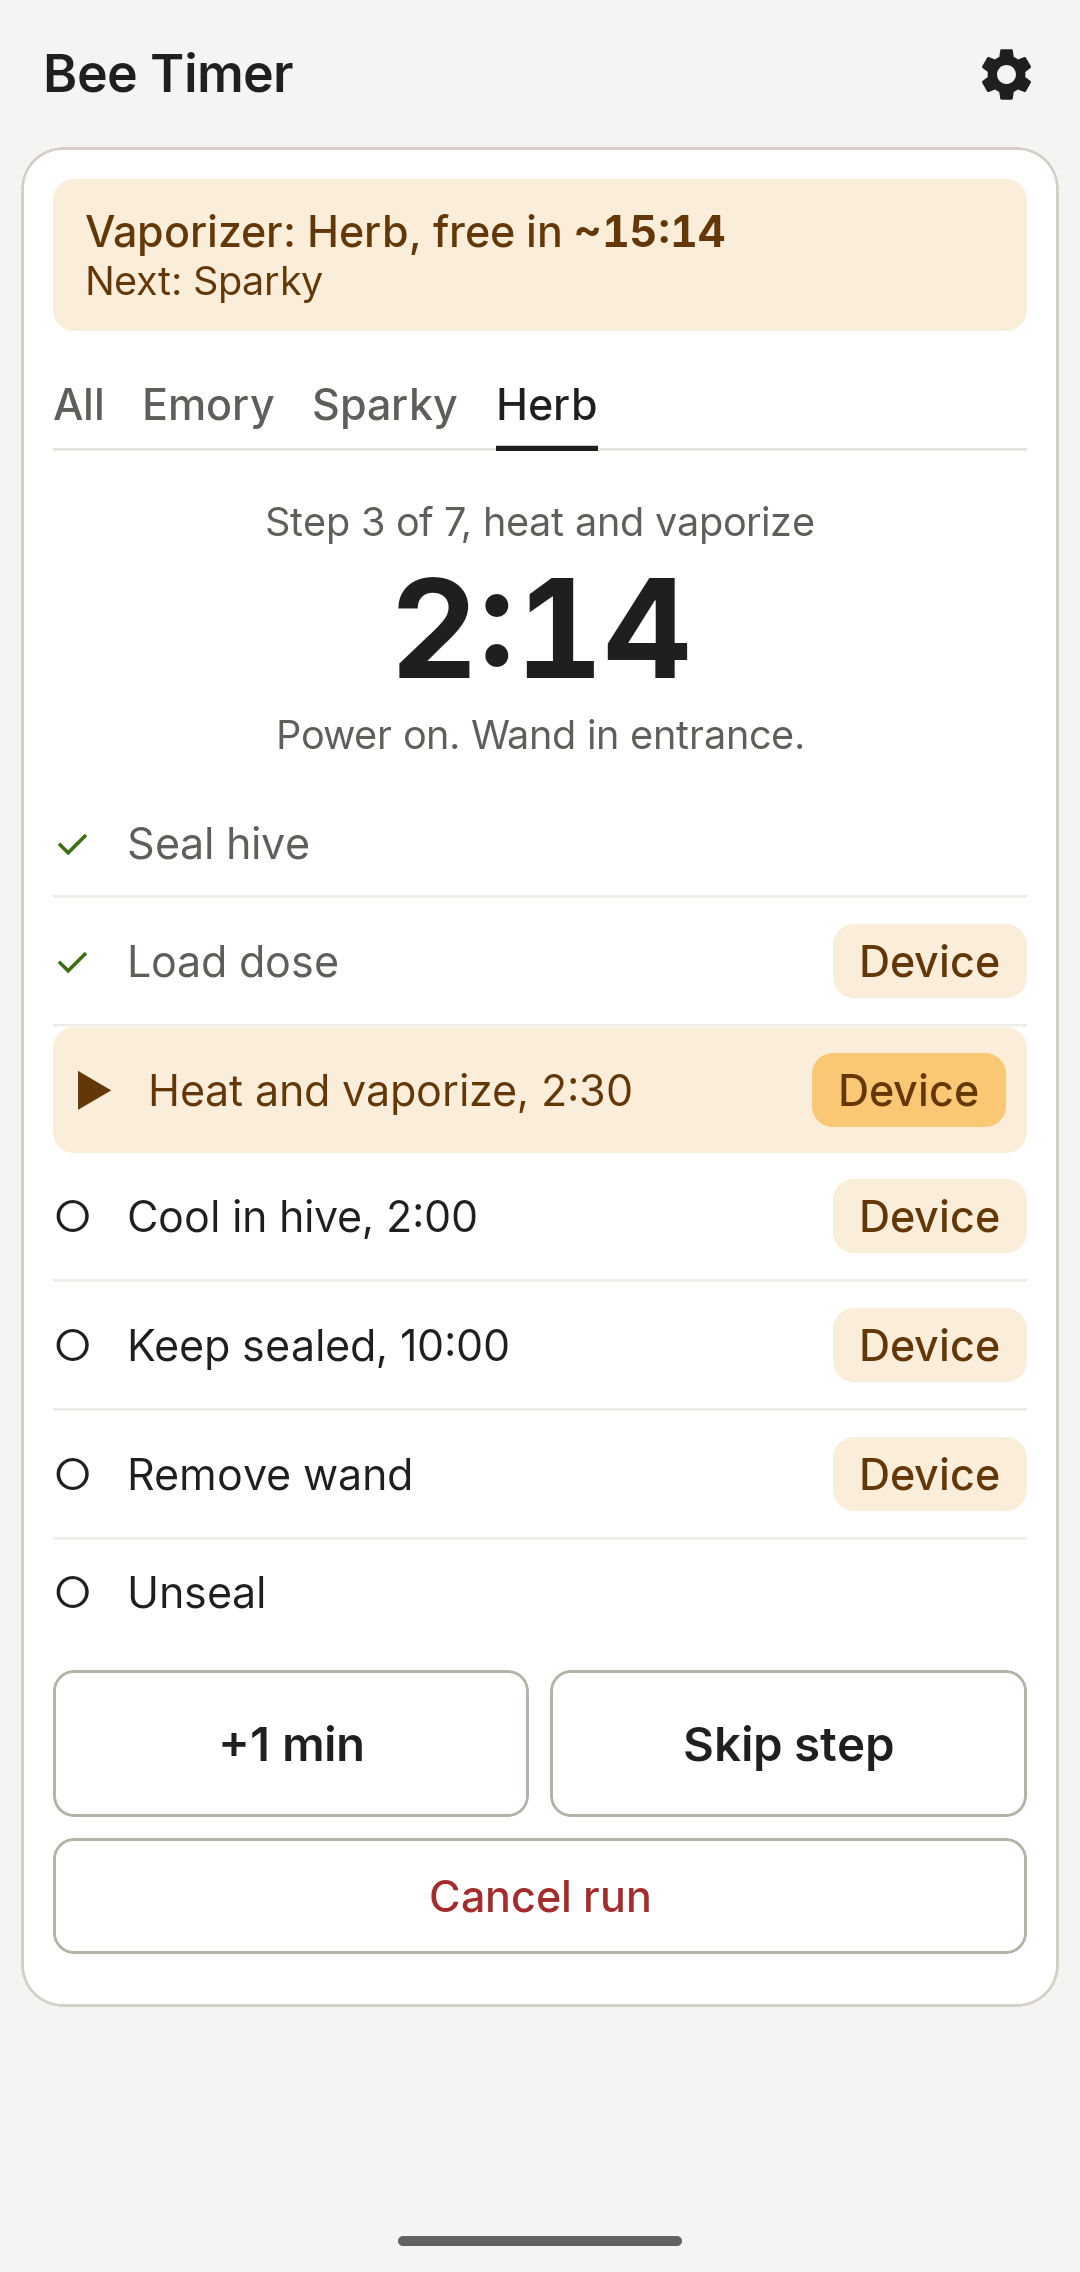 Bee Timer
Vaporizer: Herb, free in ~15:14
Next: Sparky
All Emory Sparky Herb
Step 3 of 7, heat and vaporize
2:14
Power on. Wand in entrance.
Seal hive
Load dose Device
Heat and vaporize, 2:30 Device
Cool in hive, 2:00 Device
Keep sealed, 10:00 Device
Remove wand Device
Unseal
+1 min Skip step
Cancel run